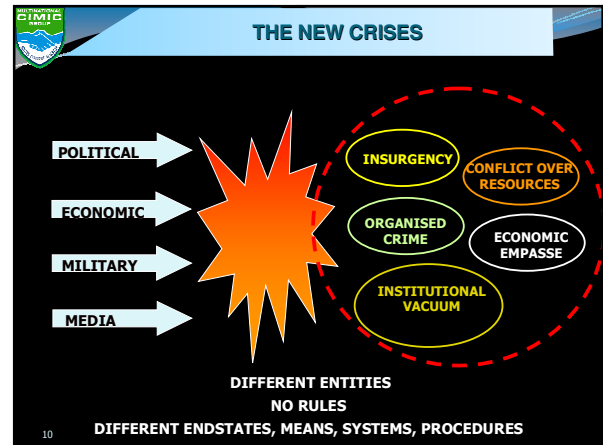 MULTINATIONAL
CIMIC
GROUP
THE NEW CRISES
POLITICAL
ECONOMIC
MILITARY
MEDIA
INSURGENCY
CONFLICT OVER
RESOURCES
ORGANISED
CRIME
ECONOMIC
EMPASSE
INSTITUTIONAL
VACUUM
DIFFERENT ENTITIES
NO RULES
DIFFERENT ENDSTATES, MEANS, SYSTEMS, PROCEDURES
10